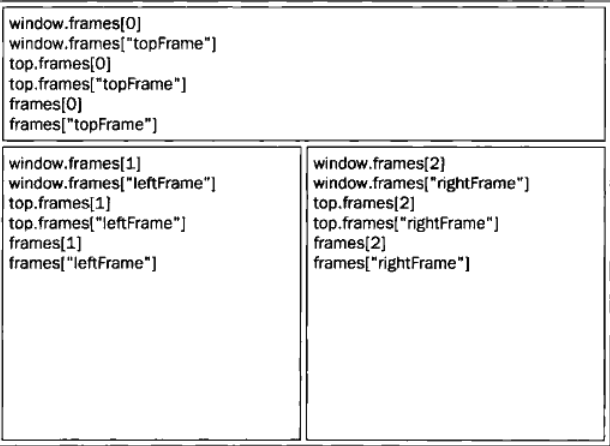 window.frames[0]
window.frames["topFrame"]
top.frames[0]
top.frames["topFrame"]
frames[0]
frames["topFrame"]
window.frames[1]
window.frames["leftFrame"]
top.frames[1]
top.frames["leftFrame"]
frames[1]
frames["leftFrame"]
window.frames[2]
window.frames["rightFrame"]
top.frames[2]
top.frames["rightFrame"]
frames[2]
frames["rightFrame"]